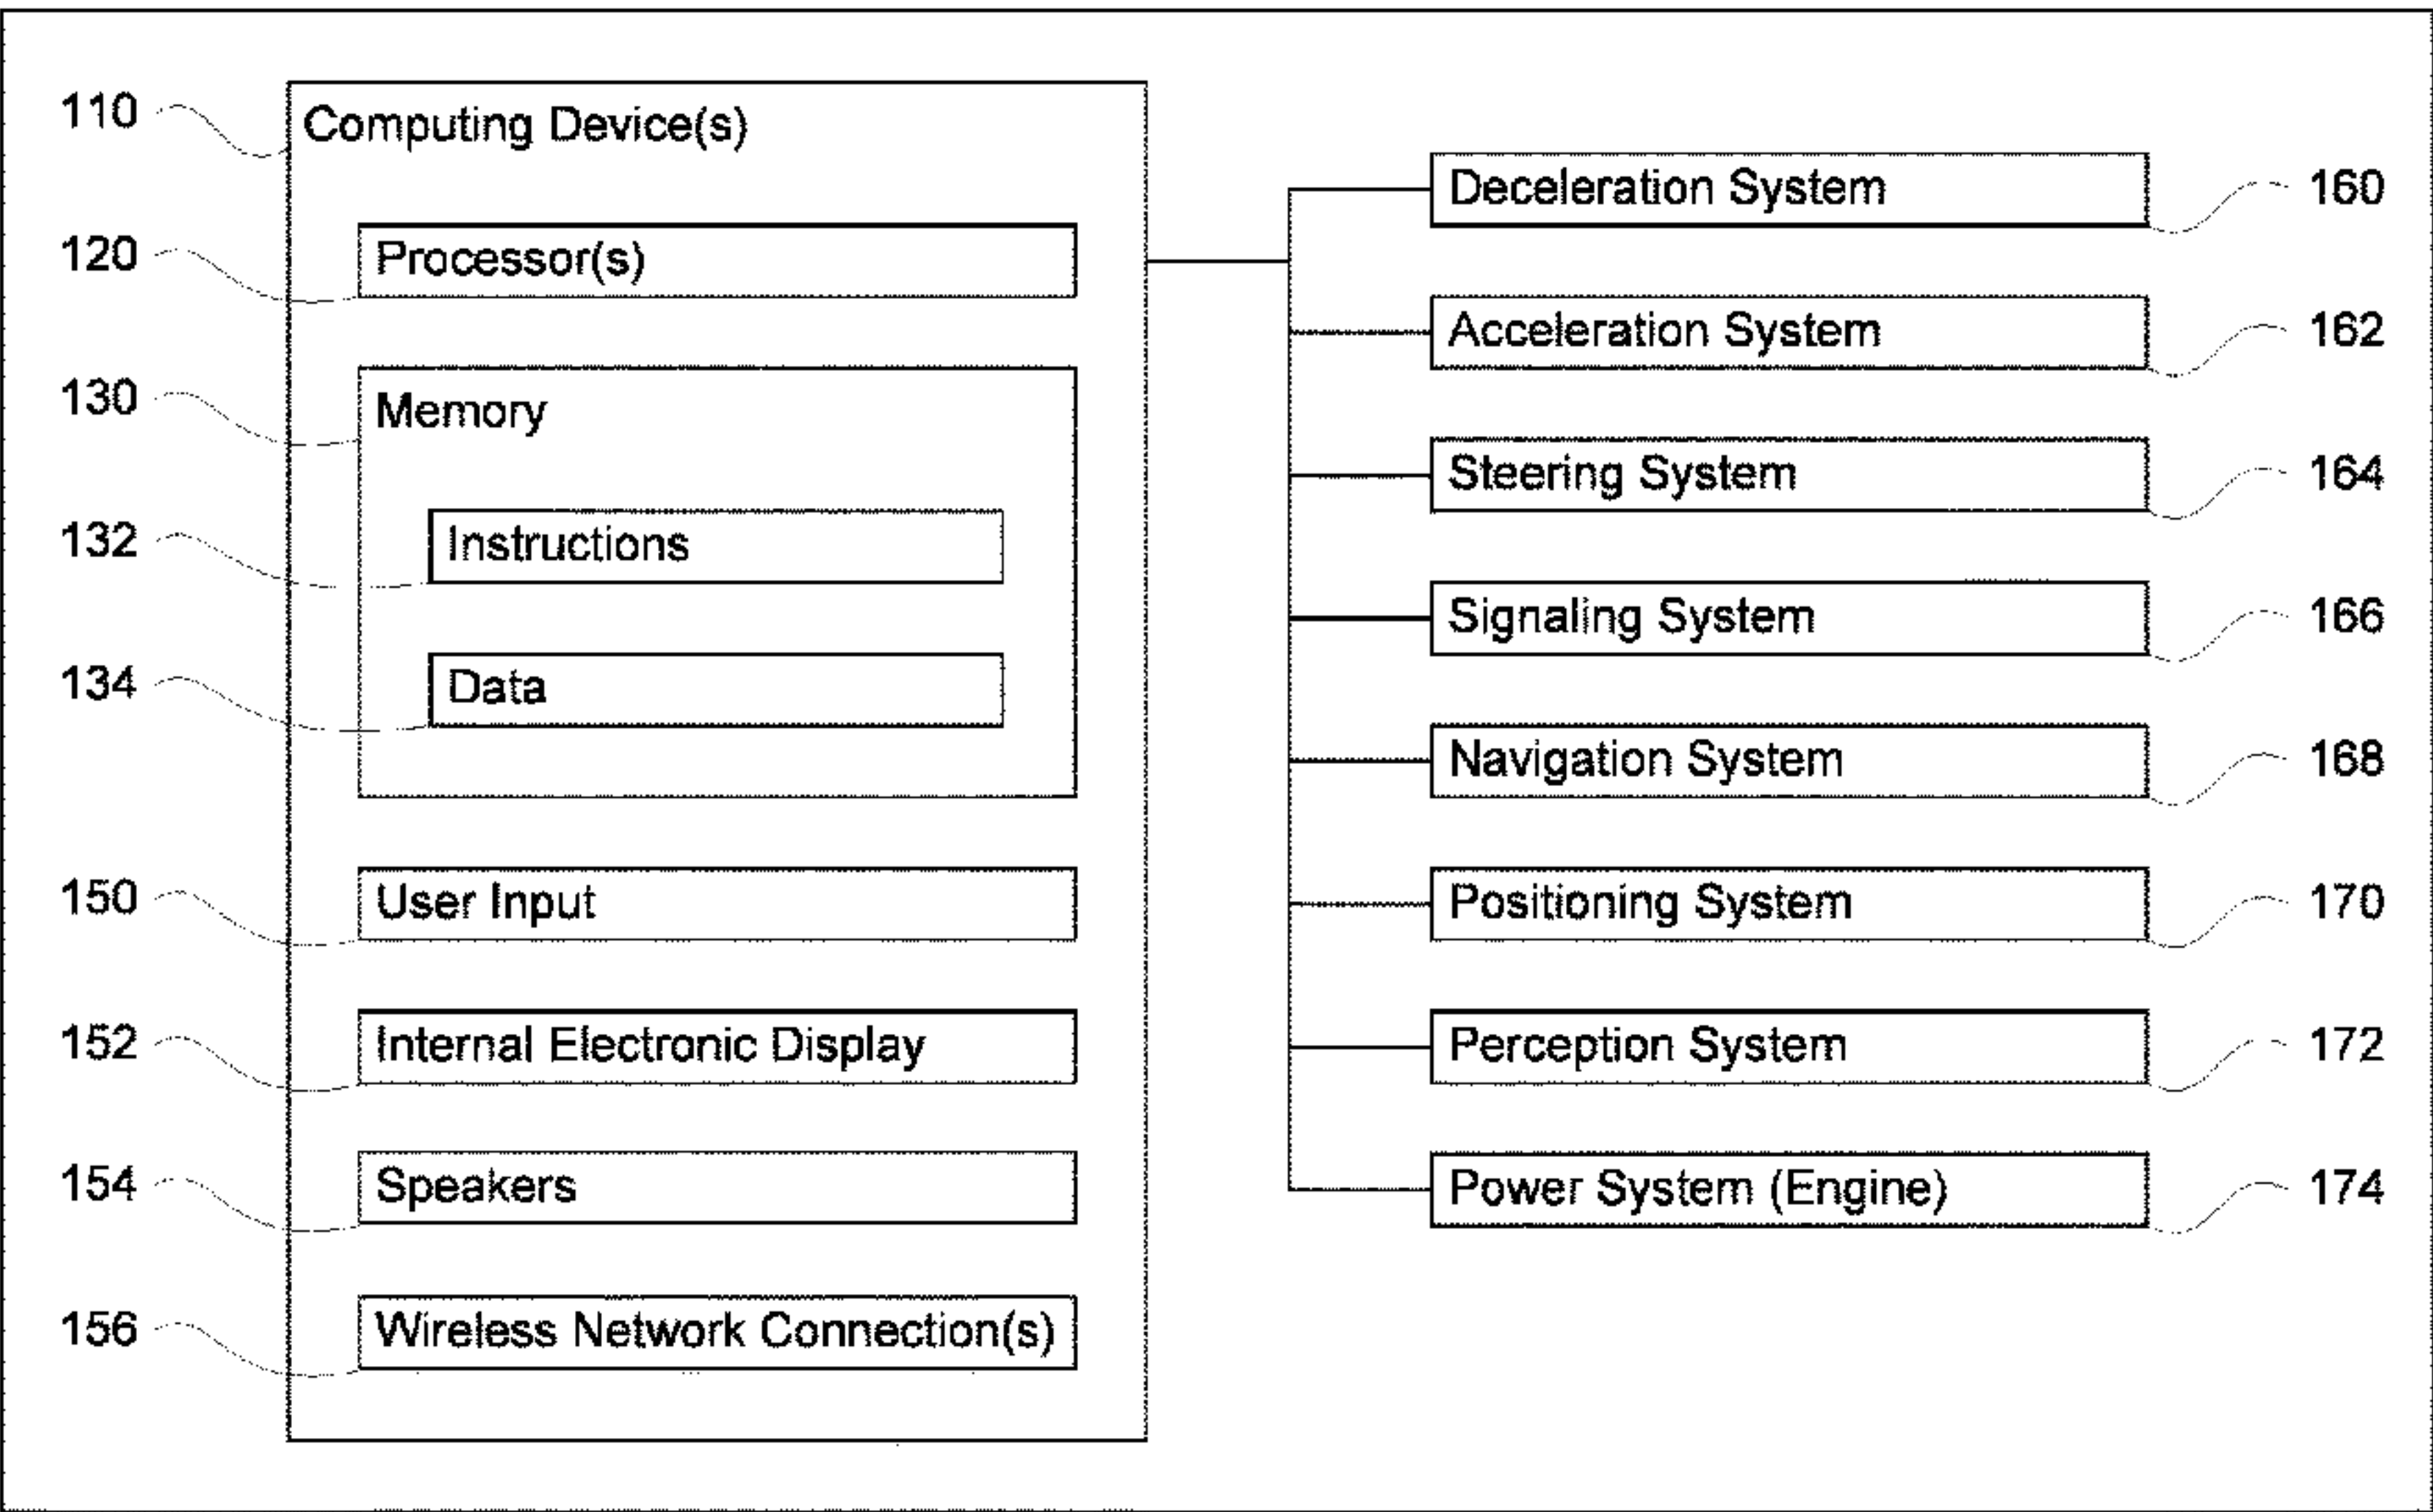 110 Computing Device(s)
120 Processor(s)
130 Memory
132 Instructions
134 Data
150 User Input
152 Internal Electronic Display
154 Speakers
156 Wireless Network Connection(s)
Deceleration System 160
Acceleration System 162
Steering System 164
Signaling System 166
Navigation System 168
Positioning System 170
Perception System 172
Power System (Engine) 174